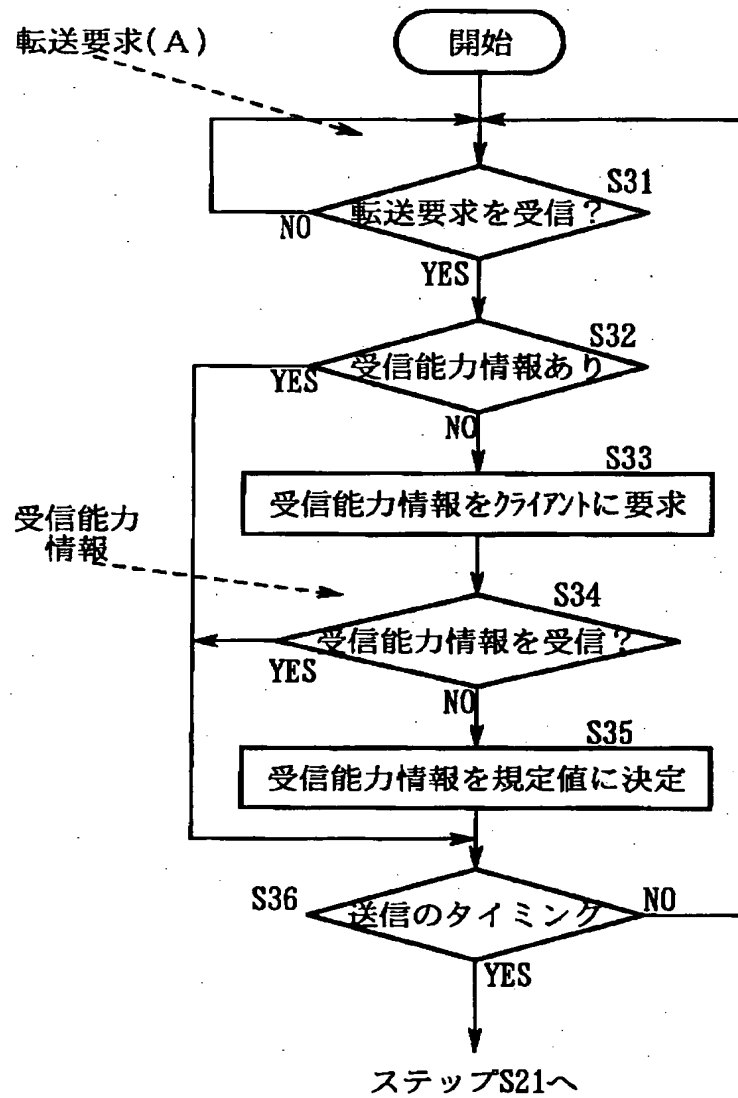 転送要求(A)
開始
S31
転送要求を受信？
NO
YES
S32
受信能力情報あり
YES
NO
S33
受信能力情報をクライアントに要求
受信能力
情報
S34
受信能力情報を受信？
YES
NO
S35
受信能力情報を規定値に決定
S36
送信のタイミング
NO
YES
ステップS21へ